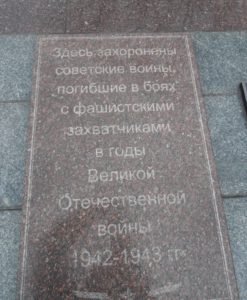 Здесь захоронены
советские воины,
погибшие в боях
с фашистскими
захватчиками
в годы
Великой
Отечественной
войны
1942-1943 гг.